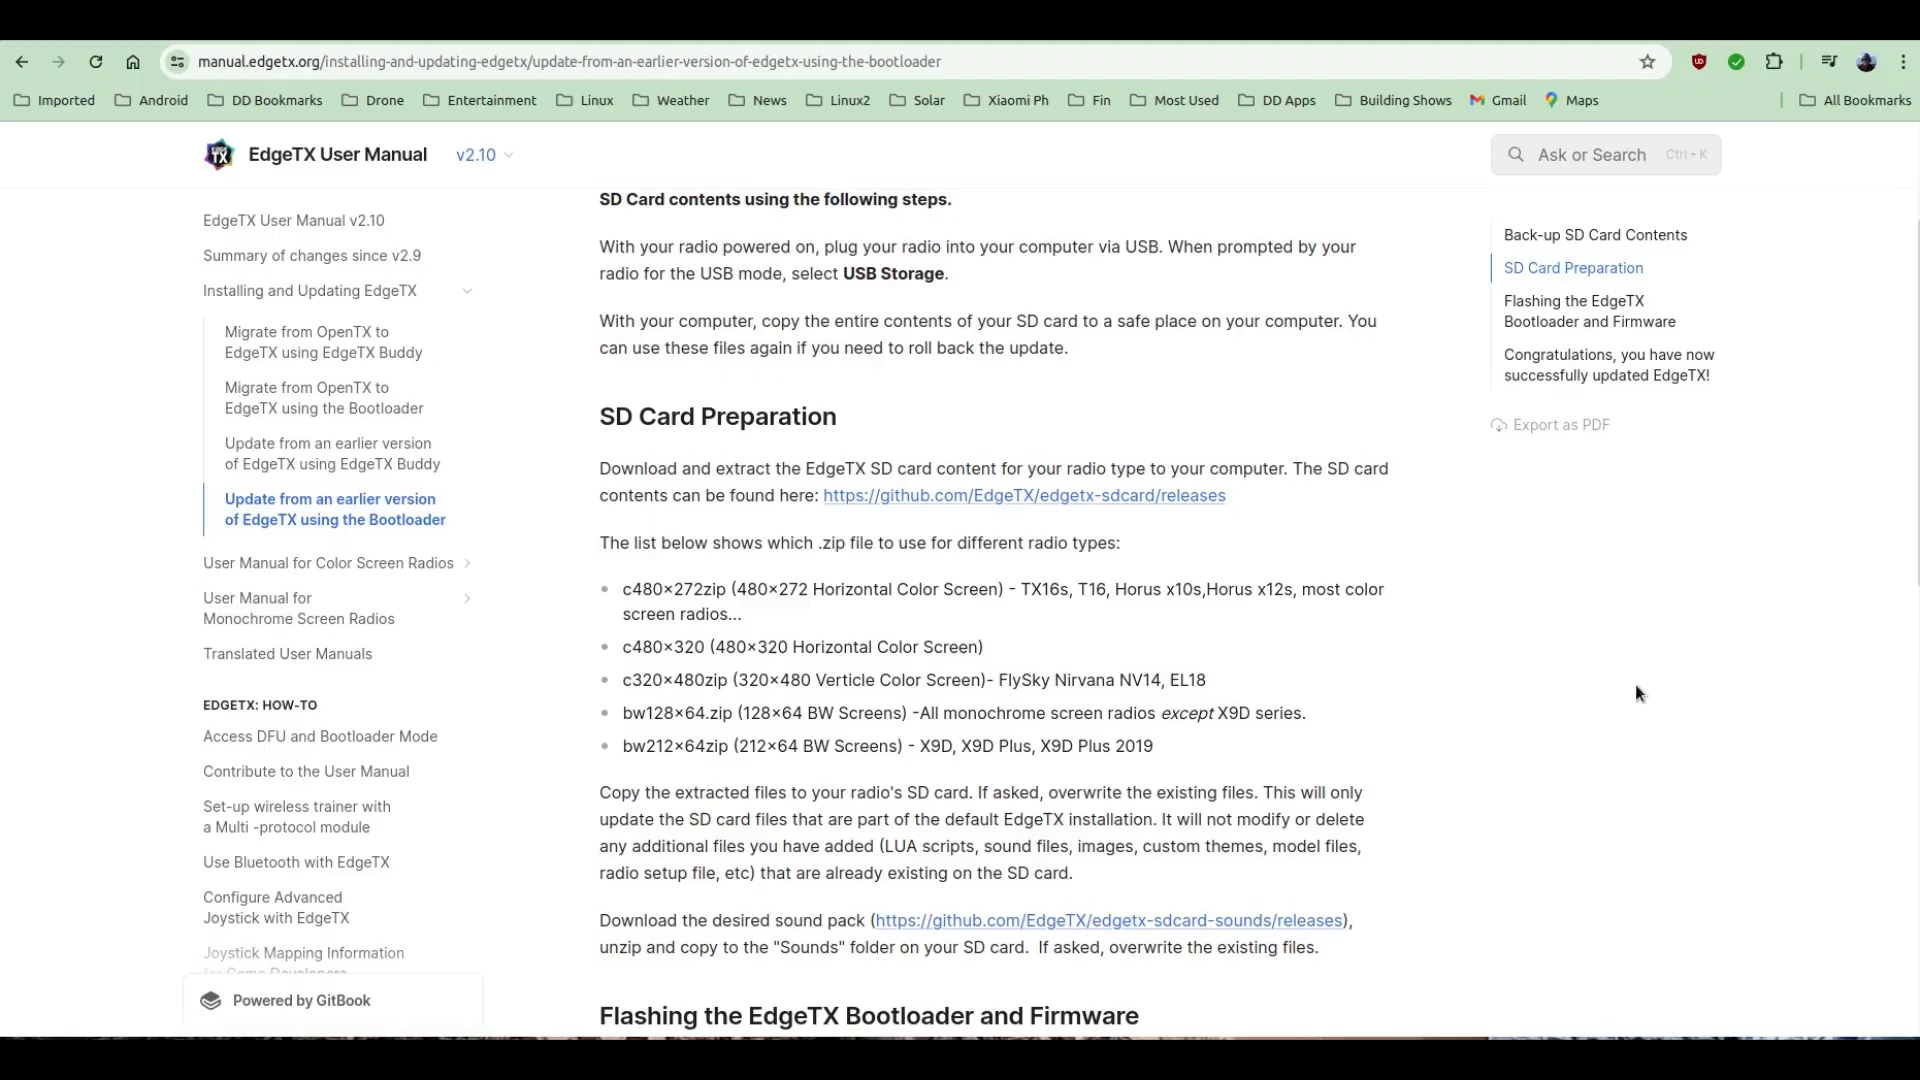 manual.edgetx.org/installing-and-updating-edgetx/update-from-an-earlier-version-of-edgetx-using-the-bootloader
Imported Android DD Bookmarks Drone Entertainment Linux Weather News Linux2 Solar Xiaomi Ph Fin Most Used DD Apps Building Shows Gmail Maps All Bookmarks
EdgeTX User Manual v2.10 Ask or Search Ctrl+K
EdgeTX User Manual v2.10
Summary of changes since v2.9
Installing and Updating EdgeTX
Migrate from OpenTX to
EdgeTX using EdgeTX Buddy
Migrate from OpenTX to
EdgeTX using the Bootloader
Update from an earlier version
of EdgeTX using EdgeTX Buddy
Update from an earlier version
of EdgeTX using the Bootloader
User Manual for Color Screen Radios
User Manual for
Monochrome Screen Radios
Translated User Manuals
EDGETX: HOW-TO
Access DFU and Bootloader Mode
Contribute to the User Manual
Set-up wireless trainer with
a Multi -protocol module
Use Bluetooth with EdgeTX
Configure Advanced
Joystick with EdgeTX
Joystick Mapping Information
for Game Developers
Powered by GitBook
SD Card contents using the following steps.
With your radio powered on, plug your radio into your computer via USB. When prompted by your
radio for the USB mode, select USB Storage.
With your computer, copy the entire contents of your SD card to a safe place on your computer. You
can use these files again if you need to roll back the update.
SD Card Preparation
Download and extract the EdgeTX SD card content for your radio type to your computer. The SD card
contents can be found here: https://github.com/EdgeTX/edgetx-sdcard/releases
The list below shows which .zip file to use for different radio types:
c480×272zip (480×272 Horizontal Color Screen) - TX16s, T16, Horus x10s,Horus x12s, most color
screen radios...
c480×320 (480×320 Horizontal Color Screen)
c320×480zip (320×480 Verticle Color Screen)- FlySky Nirvana NV14, EL18
bw128×64.zip (128×64 BW Screens) -All monochrome screen radios except X9D series.
bw212×64zip (212×64 BW Screens) - X9D, X9D Plus, X9D Plus 2019
Copy the extracted files to your radio's SD card. If asked, overwrite the existing files. This will only
update the SD card files that are part of the default EdgeTX installation. It will not modify or delete
any additional files you have added (LUA scripts, sound files, images, custom themes, model files,
radio setup file, etc) that are already existing on the SD card.
Download the desired sound pack (https://github.com/EdgeTX/edgetx-sdcard-sounds/releases),
unzip and copy to the "Sounds" folder on your SD card. If asked, overwrite the existing files.
Flashing the EdgeTX Bootloader and Firmware
Back-up SD Card Contents
SD Card Preparation
Flashing the EdgeTX
Bootloader and Firmware
Congratulations, you have now
successfully updated EdgeTX!
Export as PDF